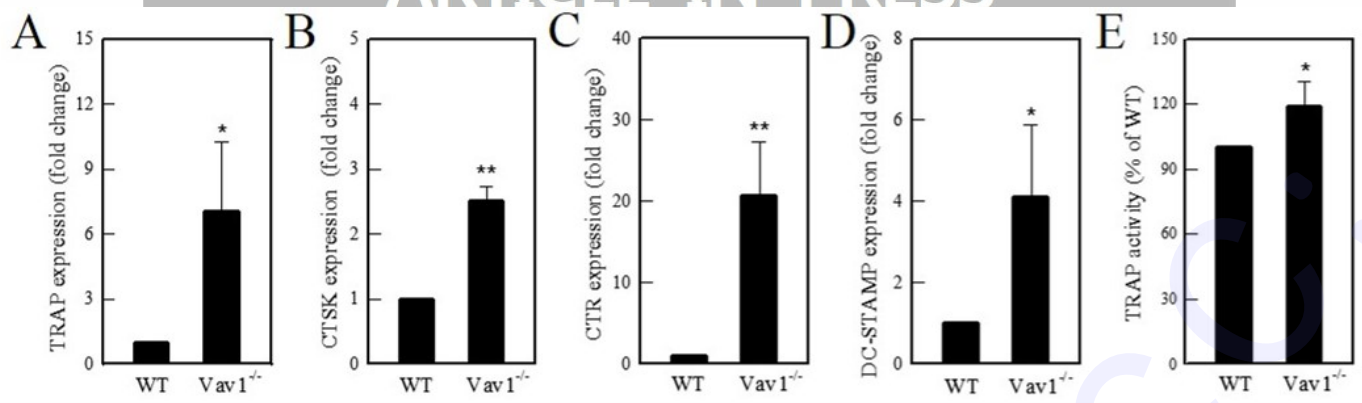 ARTICLE IN PRESS
A
15
12
9
6
3
0
TRAP expression (fold change)
*
WT
Vav1-/-
B
5
4
3
2
1
0
CTSK expression (fold change)
**
WT
Vav1-/-
C
40
30
20
10
0
CTR expression (fold change)
**
WT
Vav1-/-
D
8
6
4
2
0
DC-STAMP expression (fold change)
*
WT
Vav1-/-
E
150
120
90
60
30
0
TRAP activity (% of WT)
*
WT
Vav1-/-